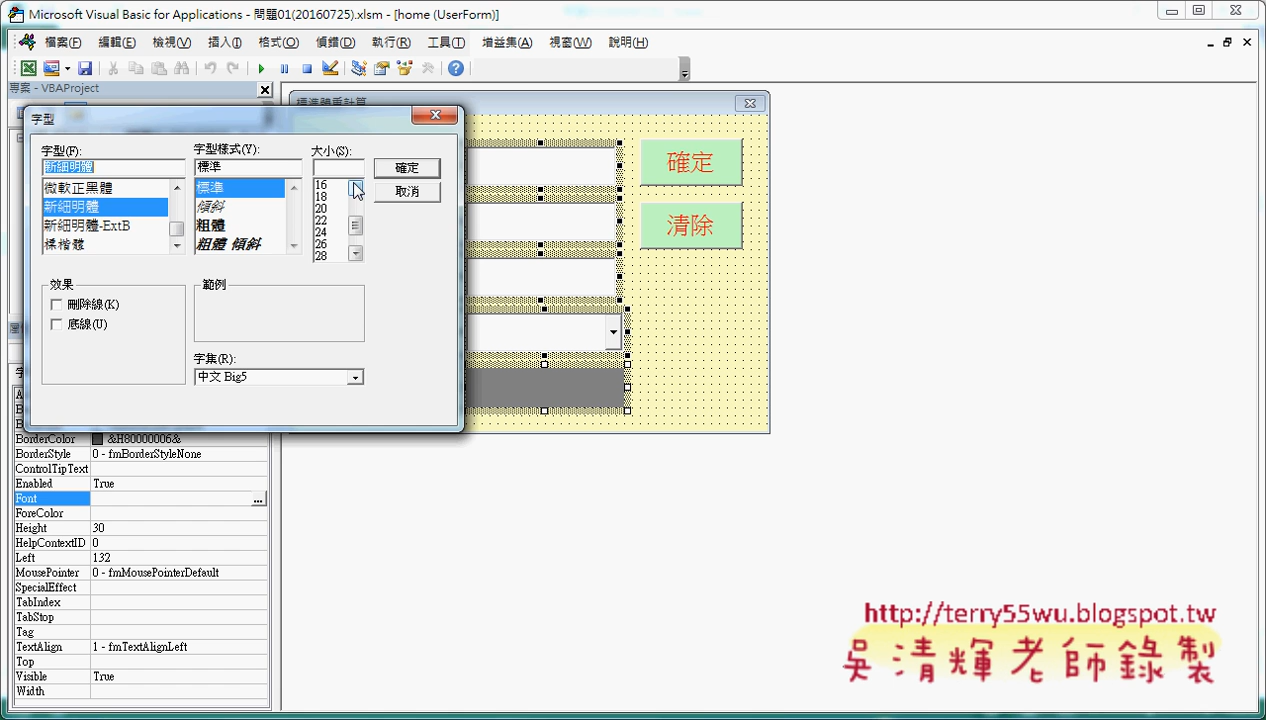 Microsoft Visual Basic for Applications - 問題01(20160725).xlsm - [home (UserForm)]
檔案(F) 編輯(E) 檢視(V) 插入(I) 格式(O) 偵錯(D) 執行(R) 工具(T) 增益集(A) 視窗(W) 說明(H)
專案 - VBAProject
標準體重計算
字型
字型(F):
新細明體
微軟正黑體
新細明體
新細明體-ExtB
標楷體
字型樣式(Y):
標準
標準
傾斜
粗體
粗體 傾斜
大小(S):
16
18
20
22
24
26
28
確定
取消
效果
刪除線(K)
底線(U)
範例
字集(R):
中文 Big5
確定
清除
BorderColor &H80000006&
BorderStyle 0 - fmBorderStyleNone
ControlTipText
Enabled True
Font ...
ForeColor
Height 30
HelpContextID 0
Left 132
MousePointer 0 - fmMousePointerDefault
SpecialEffect
TabIndex
TabStop
Tag
TextAlign 1 - fmTextAlignLeft
Top
Visible True
Width
http://terry55wu.blogspot.tw
吳清輝老師錄製